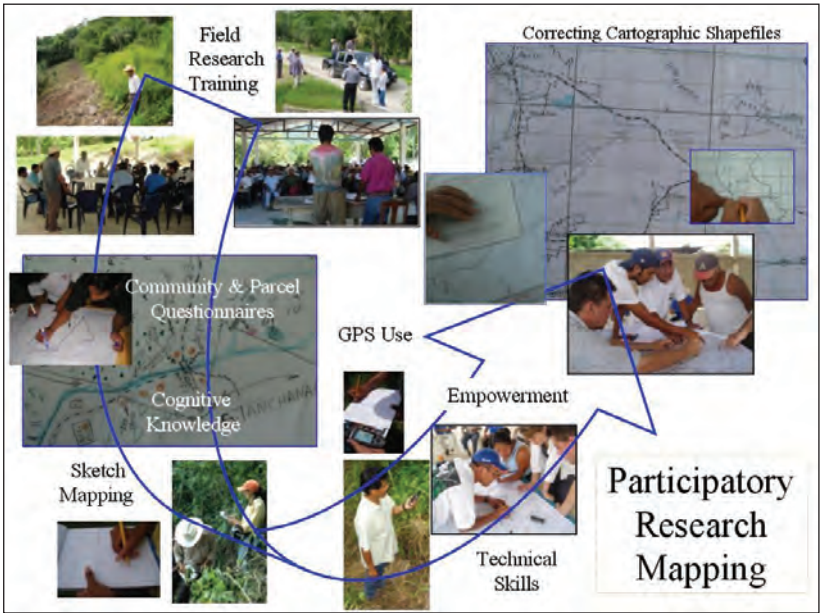 Field
Research
Training
Correcting Cartographic Shapefiles
Community & Parcel
Questionnaires
GPS Use
Empowerment
Cognitive
Knowledge
TANCHANA
Sketch
Mapping
Technical
Skills
Participatory
Research
Mapping